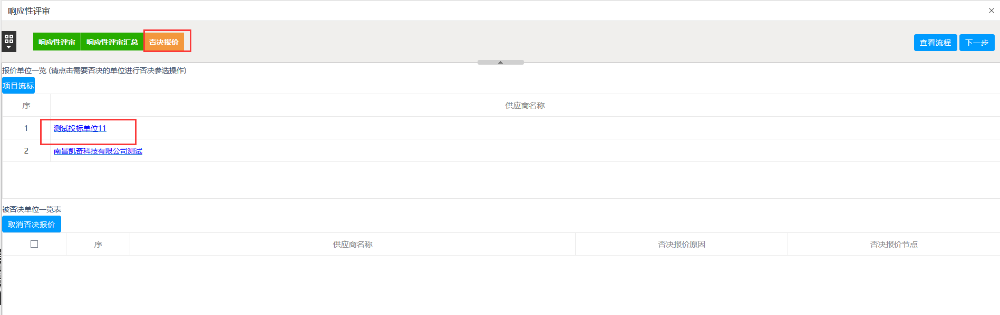 响应性评审
响应性评审 响应性评审汇总 否决报价 查看流程 下一步
报价单位一览 (请点击需要否决的单位进行否决参选操作)
项目流标
序 供应商名称
1 测试投标单位11
2 南昌凯奇科技有限公司测试
被否决单位一览表
取消否决报价
序 供应商名称 否决报价原因 否决报价节点